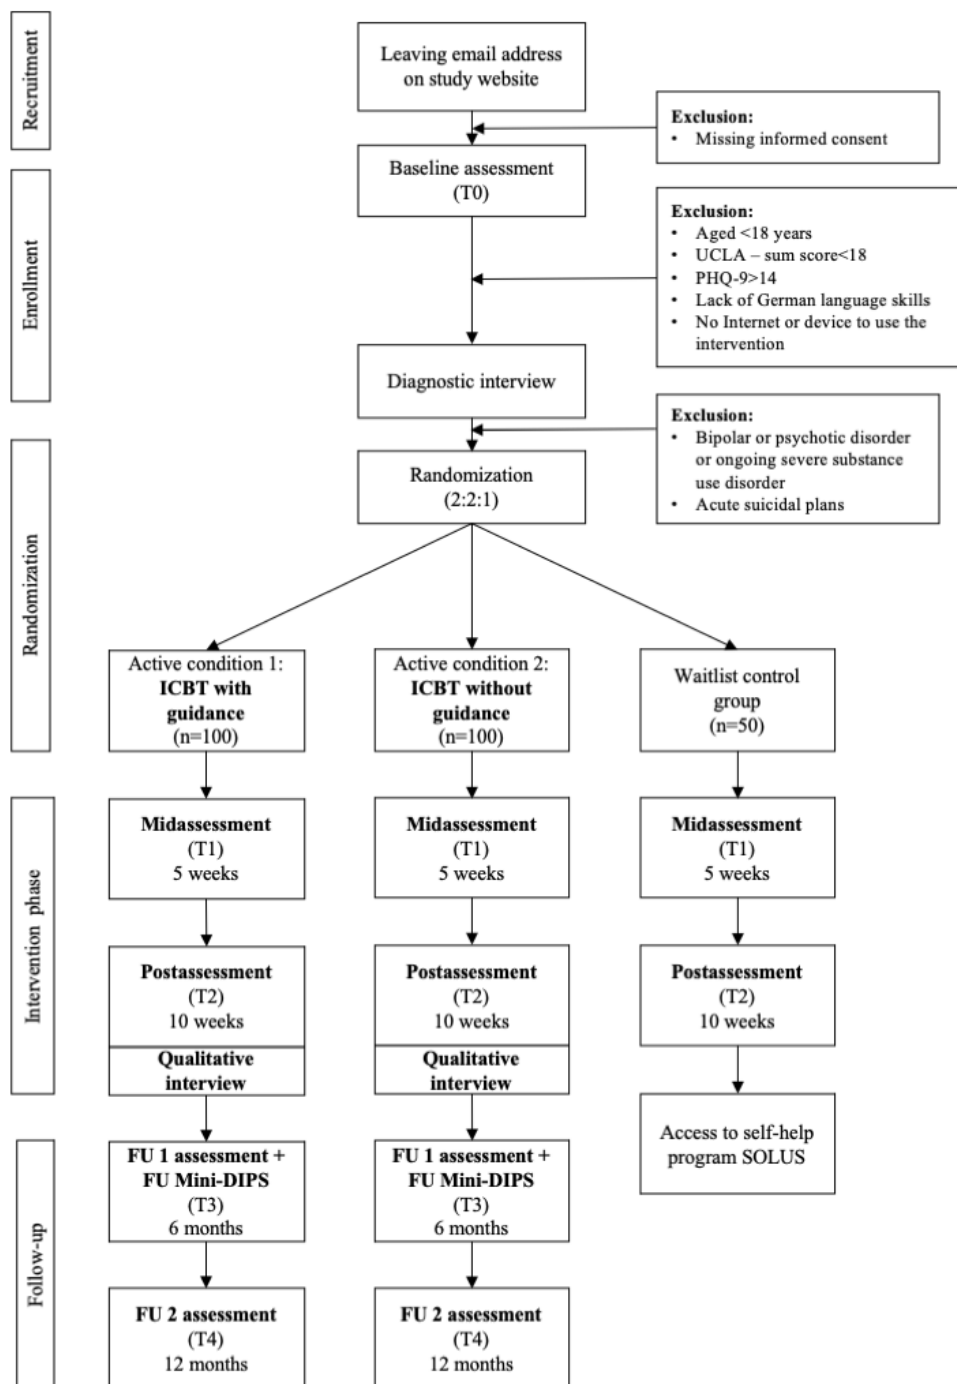 Recruitment
Leaving email address
on study website
Exclusion:
• Missing informed consent
Enrollment
Baseline assessment
(T0)
Exclusion:
• Aged <18 years
• UCLA – sum score<18
• PHQ-9>14
• Lack of German language skills
• No Internet or device to use the
intervention
Diagnostic interview
Exclusion:
• Bipolar or psychotic disorder
or ongoing severe substance
use disorder
• Acute suicidal plans
Randomization
Randomization
(2:2:1)
Active condition 1:
ICBT with
guidance
(n=100)
Active condition 2:
ICBT without
guidance
(n=100)
Waitlist control
group
(n=50)
Intervention phase
Midassessment
(T1)
5 weeks
Midassessment
(T1)
5 weeks
Midassessment
(T1)
5 weeks
Postassessment
(T2)
10 weeks
Qualitative
interview
Postassessment
(T2)
10 weeks
Qualitative
interview
Postassessment
(T2)
10 weeks
Access to self-help
program SOLUS
Follow-up
FU 1 assessment +
FU Mini-DIPS
(T3)
6 months
FU 1 assessment +
FU Mini-DIPS
(T3)
6 months
FU 2 assessment
(T4)
12 months
FU 2 assessment
(T4)
12 months